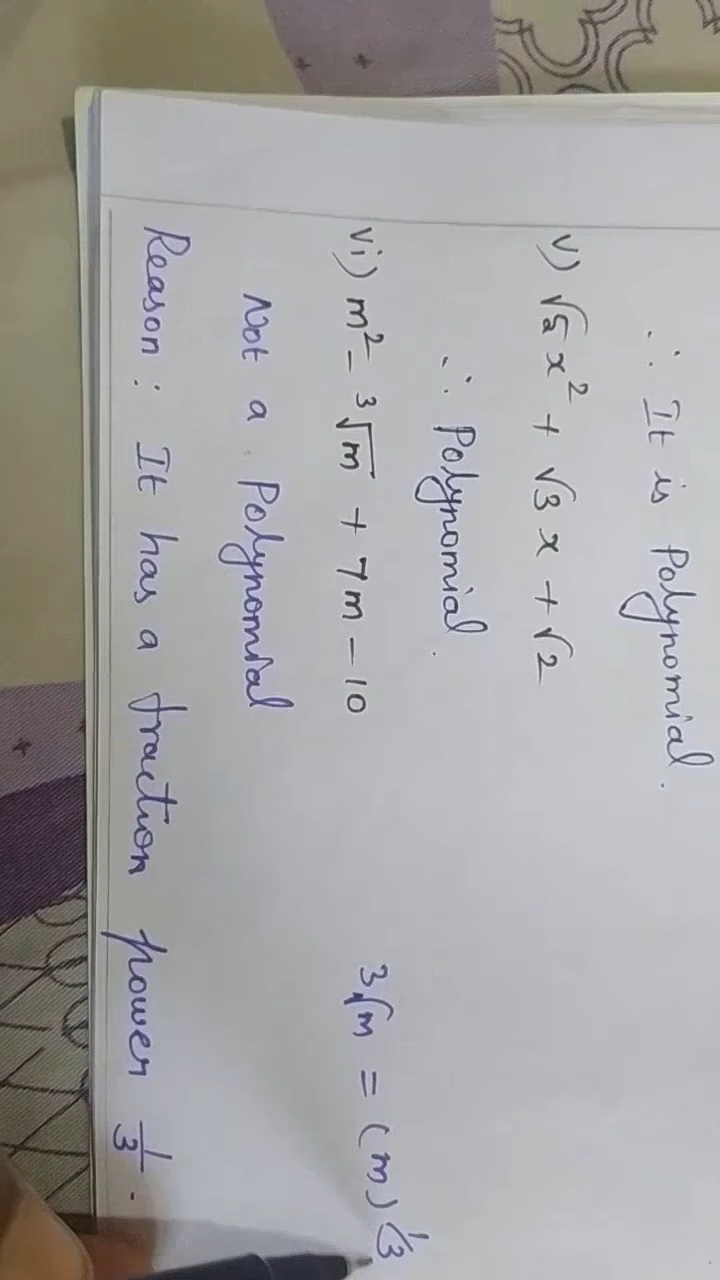 ∴ It is Polynomial.
v) √5 x² + √3 x + √2
∴ Polynomial.
vi) m² - ³√m + 7m - 10
³√m = (m)^⅓
Not a Polynomial
Reason : It has a fraction power 1/3.